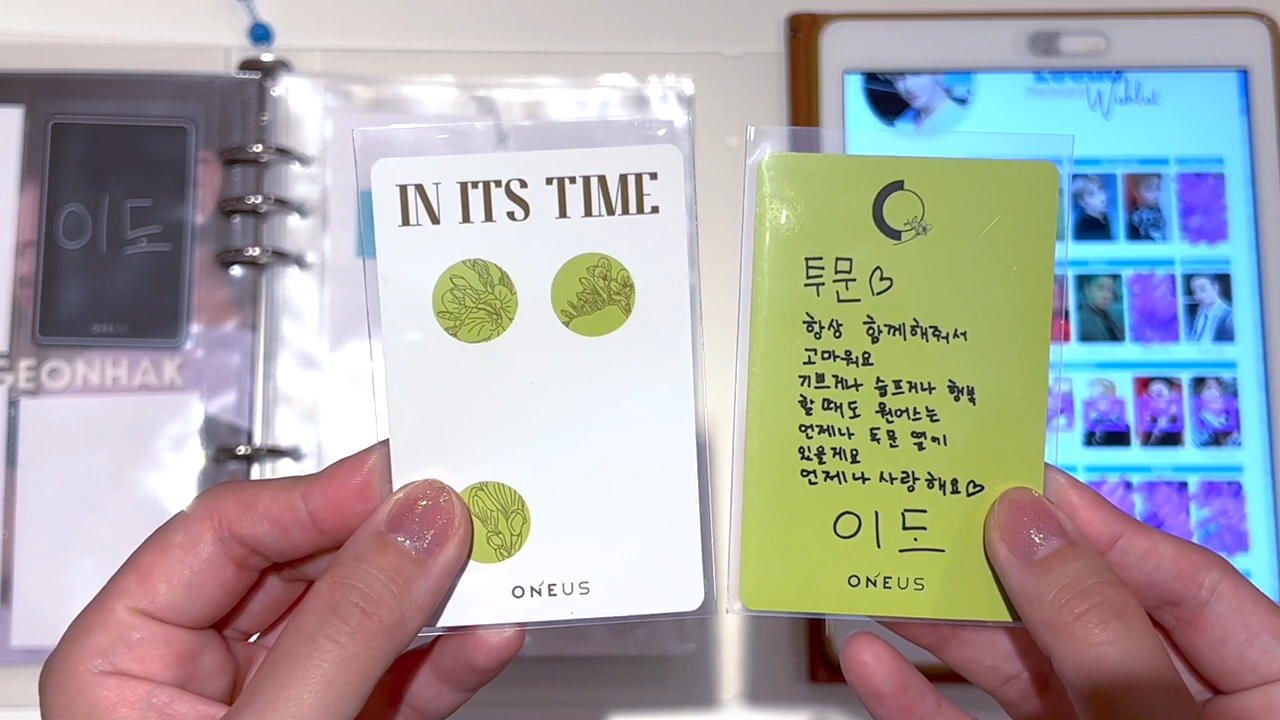 이도
GEONHAK
IN ITS TIME
ONEUS
투문♡
항상 함께해줘서
고마워요
기쁘거나 슬프거나 행복
할 때도 원어스는
언제나 투문 옆에
있을게요
언제나 사랑해요♡
이도
ONEUS
Wishlist